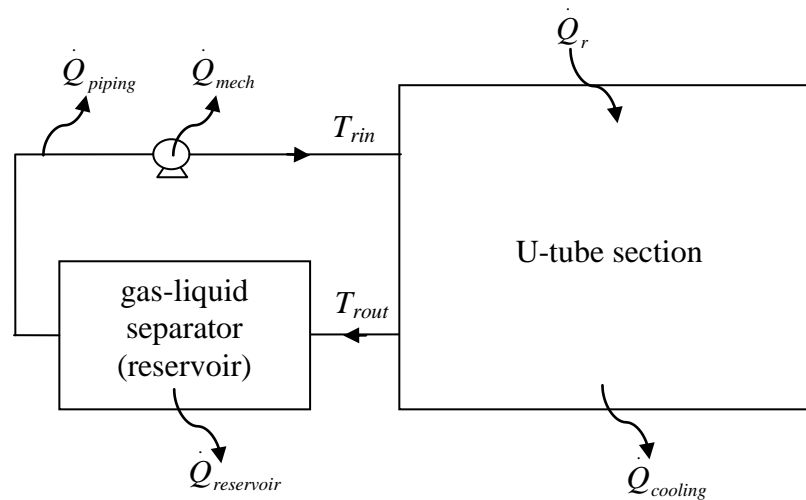 Q̇piping
Q̇mech
Q̇r
Trin
U-tube section
gas-liquid
separator
(reservoir)
Trout
Q̇reservoir
Q̇cooling